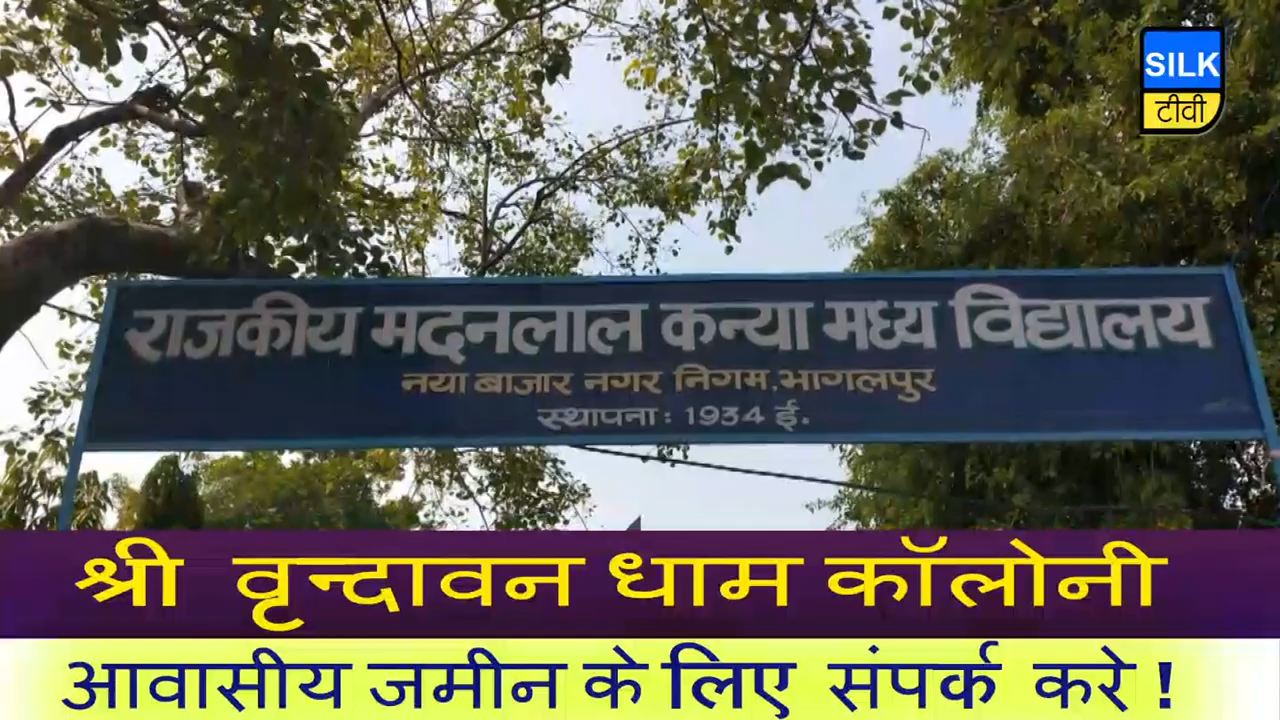 SILK
टीवी
राजकीय मदनलाल कन्या मध्य विद्यालय
नया बाजार नगर निगम,भागलपुर
स्थापना : 1934 ई.
श्री वृन्दावन धाम कॉलोनी
आवासीय जमीन के लिए संपर्क करे !